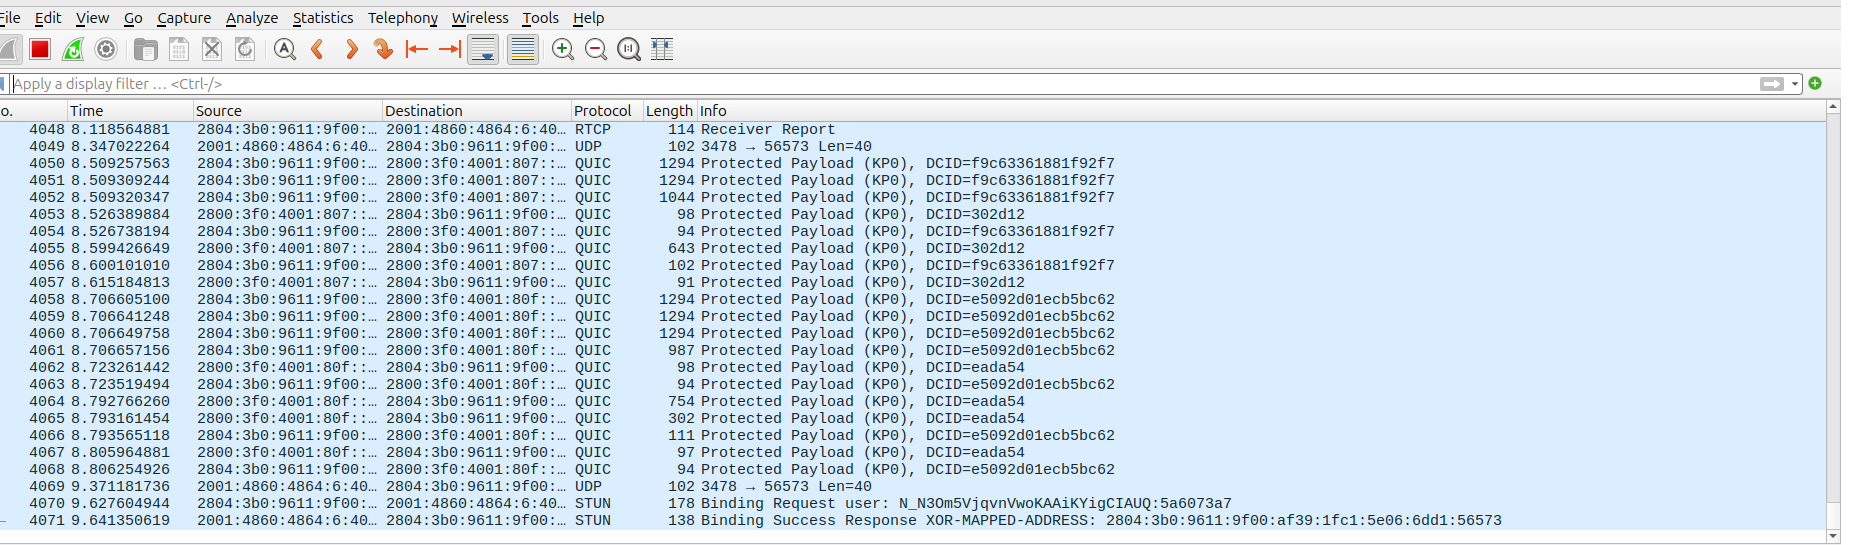 File Edit View Go Capture Analyze Statistics Telephony Wireless Tools Help
Apply a display filter … <Ctrl-/>
o. Time Source Destination Protocol Length Info
4048 8.118564881 2804:3b0:9611:9f00:… 2001:4860:4864:6:40… RTCP 114 Receiver Report
4049 8.347022264 2001:4860:4864:6:40… 2804:3b0:9611:9f00:… UDP 102 3478 → 56573 Len=40
4050 8.509257563 2804:3b0:9611:9f00:… 2800:3f0:4001:807::… QUIC 1294 Protected Payload (KP0), DCID=f9c63361881f92f7
4051 8.509309244 2804:3b0:9611:9f00:… 2800:3f0:4001:807::… QUIC 1294 Protected Payload (KP0), DCID=f9c63361881f92f7
4052 8.509320347 2804:3b0:9611:9f00:… 2800:3f0:4001:807::… QUIC 1044 Protected Payload (KP0), DCID=f9c63361881f92f7
4053 8.526389884 2800:3f0:4001:807::… 2804:3b0:9611:9f00:… QUIC 98 Protected Payload (KP0), DCID=302d12
4054 8.526738194 2804:3b0:9611:9f00:… 2800:3f0:4001:807::… QUIC 94 Protected Payload (KP0), DCID=f9c63361881f92f7
4055 8.599426649 2800:3f0:4001:807::… 2804:3b0:9611:9f00:… QUIC 643 Protected Payload (KP0), DCID=302d12
4056 8.600101010 2804:3b0:9611:9f00:… 2800:3f0:4001:807::… QUIC 102 Protected Payload (KP0), DCID=f9c63361881f92f7
4057 8.615184813 2800:3f0:4001:807::… 2804:3b0:9611:9f00:… QUIC 91 Protected Payload (KP0), DCID=302d12
4058 8.706605100 2804:3b0:9611:9f00:… 2800:3f0:4001:80f::… QUIC 1294 Protected Payload (KP0), DCID=e5092d01ecb5bc62
4059 8.706641248 2804:3b0:9611:9f00:… 2800:3f0:4001:80f::… QUIC 1294 Protected Payload (KP0), DCID=e5092d01ecb5bc62
4060 8.706649758 2804:3b0:9611:9f00:… 2800:3f0:4001:80f::… QUIC 1294 Protected Payload (KP0), DCID=e5092d01ecb5bc62
4061 8.706657156 2804:3b0:9611:9f00:… 2800:3f0:4001:80f::… QUIC 987 Protected Payload (KP0), DCID=e5092d01ecb5bc62
4062 8.723261442 2800:3f0:4001:80f::… 2804:3b0:9611:9f00:… QUIC 98 Protected Payload (KP0), DCID=eada54
4063 8.723519494 2804:3b0:9611:9f00:… 2800:3f0:4001:80f::… QUIC 94 Protected Payload (KP0), DCID=e5092d01ecb5bc62
4064 8.792766260 2800:3f0:4001:80f::… 2804:3b0:9611:9f00:… QUIC 754 Protected Payload (KP0), DCID=eada54
4065 8.793161454 2800:3f0:4001:80f::… 2804:3b0:9611:9f00:… QUIC 302 Protected Payload (KP0), DCID=eada54
4066 8.793565118 2804:3b0:9611:9f00:… 2800:3f0:4001:80f::… QUIC 111 Protected Payload (KP0), DCID=e5092d01ecb5bc62
4067 8.805964881 2800:3f0:4001:80f::… 2804:3b0:9611:9f00:… QUIC 97 Protected Payload (KP0), DCID=eada54
4068 8.806254926 2804:3b0:9611:9f00:… 2800:3f0:4001:80f::… QUIC 94 Protected Payload (KP0), DCID=e5092d01ecb5bc62
4069 9.371181736 2001:4860:4864:6:40… 2804:3b0:9611:9f00:… UDP 102 3478 → 56573 Len=40
4070 9.627604944 2804:3b0:9611:9f00:… 2001:4860:4864:6:40… STUN 178 Binding Request user: N_N3Om5VjqvnVwoKAAiKYigCIAUQ:5a6073a7
4071 9.641350619 2001:4860:4864:6:40… 2804:3b0:9611:9f00:… STUN 138 Binding Success Response XOR-MAPPED-ADDRESS: 2804:3b0:9611:9f00:af39:1fc1:5e06:6dd1:56573